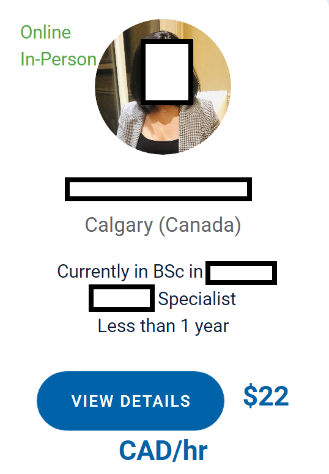 Online
In-Person
Calgary (Canada)
Currently in BSc in
Specialist
Less than 1 year
VIEW DETAILS
$22
CAD/hr